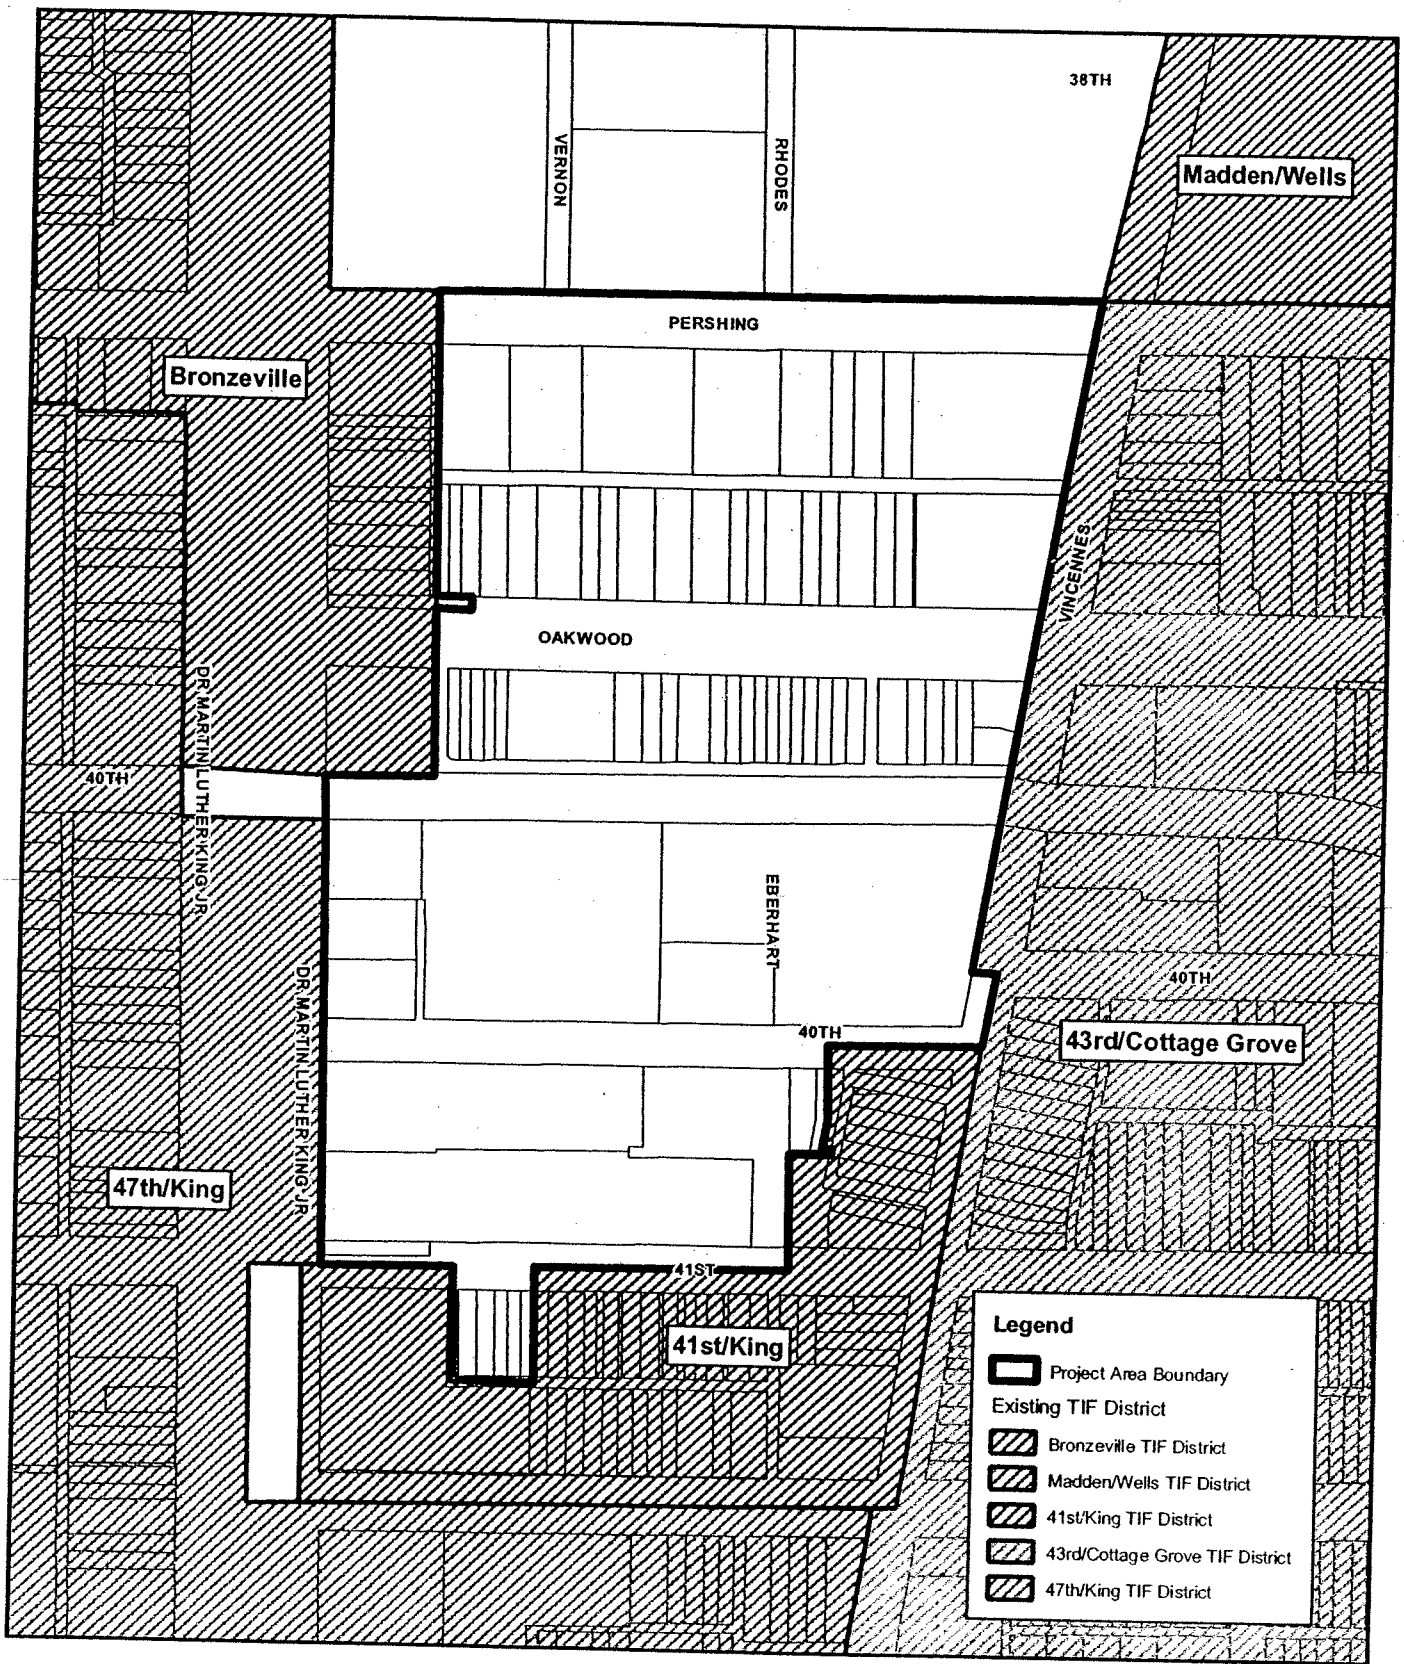 38TH
VERNON
RHODES
Madden/Wells
PERSHING
Bronzeville
VINCENNES
OAKWOOD
DR MARTIN LUTHER KING JR
40TH
EBERHART
DR MARTIN LUTHER KING JR
40TH
40TH
43rd/Cottage Grove
47th/King
41ST
41st/King
Legend
Project Area Boundary
Existing TIF District
Bronzeville TIF District
Madden/Wells TIF District
41st/King TIF District
43rd/Cottage Grove TIF District
47th/King TIF District